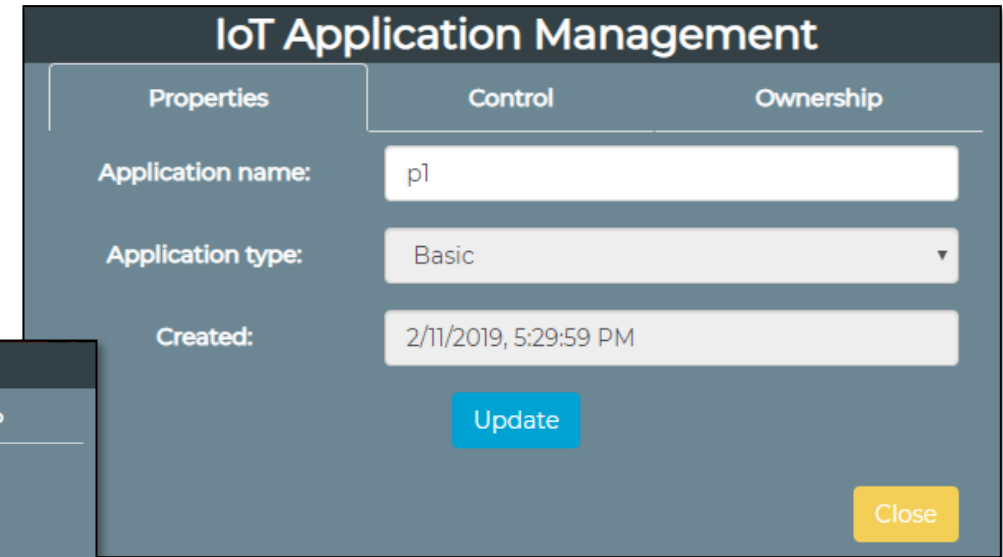 IoT Application Management
Properties Control Ownership
Application name: p1
Application type: Basic
Created: 2/11/2019, 5:29:59 PM
Update
Close